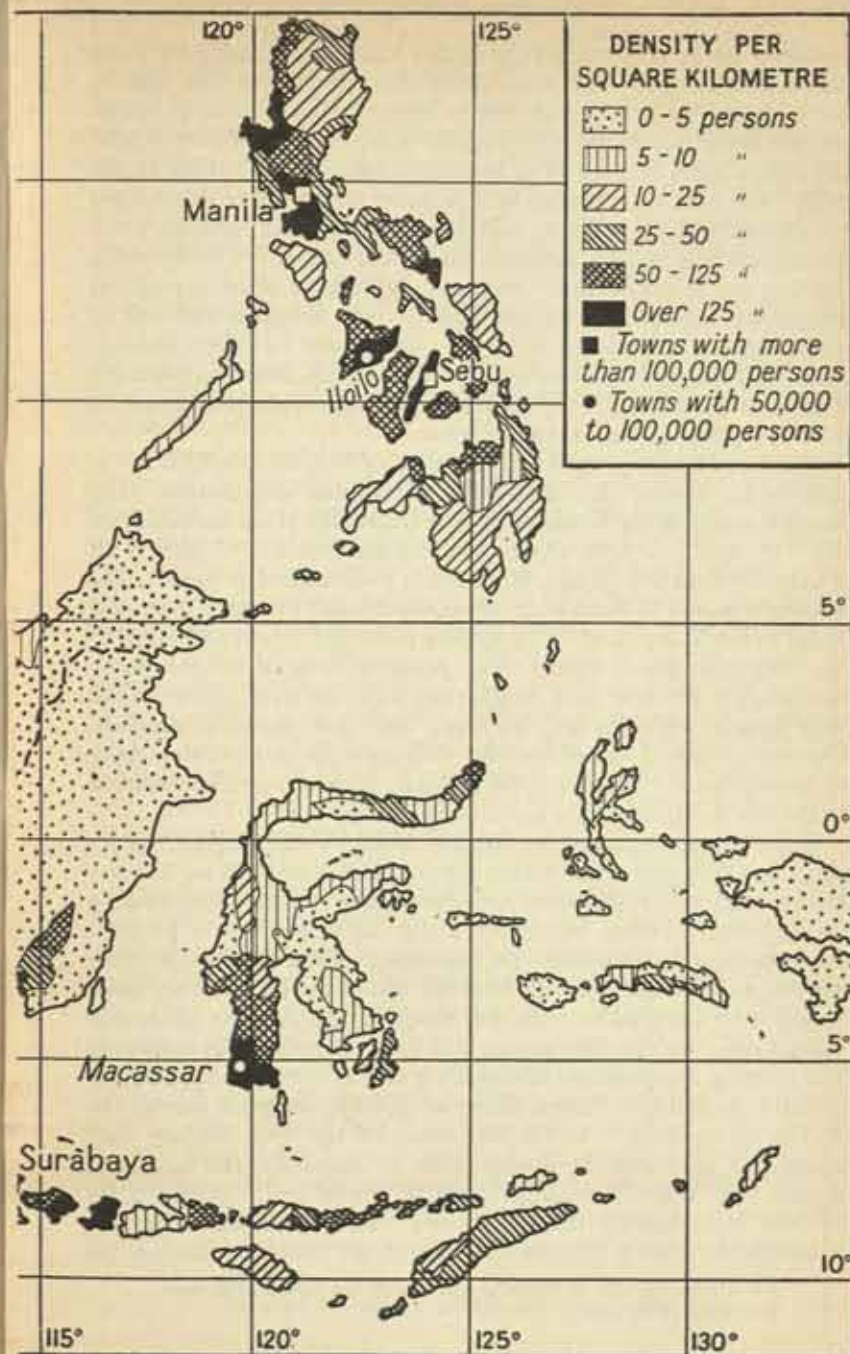 120°
125°
DENSITY PER
SQUARE KILOMETRE
0 - 5 persons
5 - 10 "
10 - 25 "
25 - 50 "
50 - 125 "
Over 125 "
Towns with more
than 100,000 persons
Towns with 50,000
to 100,000 persons
Manila
Iloilo
Sebu
5°
0°
5°
Macassar
Surabaya
10°
115°
120°
125°
130°